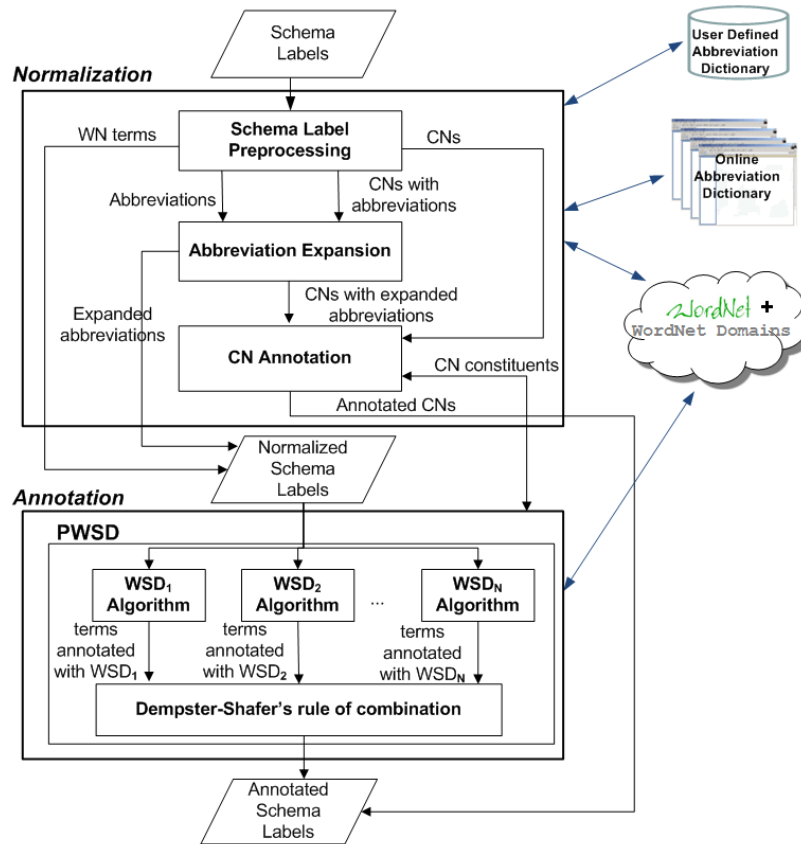 Schema
Labels
User Defined
Abbreviation
Dictionary
Normalization
WN terms
Schema Label
Preprocessing
CNs
Online
Abbreviation
Dictionary
Abbreviations
CNs with
abbreviations
Abbreviation Expansion
Expanded
abbreviations
CNs with expanded
abbreviations
WordNet +
WordNet Domains
CN Annotation
CN constituents
Annotated CNs
Normalized
Schema
Labels
Annotation
PWSD
WSD₁
Algorithm
WSD₂
Algorithm
...
WSDN
Algorithm
terms
annotated
with WSD₁
terms
annotated
with WSD₂
terms
annotated
with WSDN
Dempster-Shafer's rule of combination
Annotated
Schema
Labels